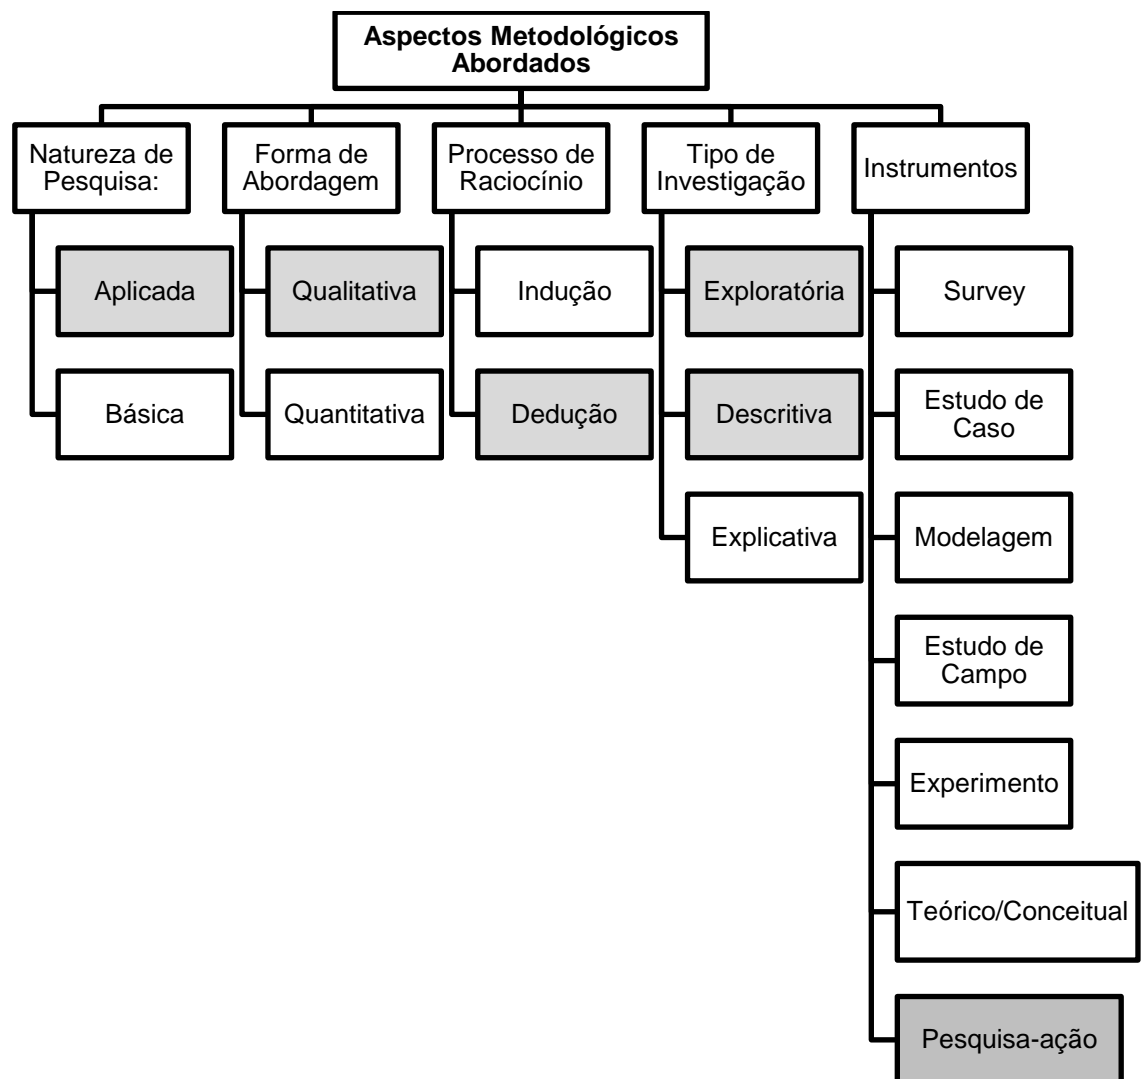 Aspectos Metodológicos
Abordados
Natureza de
Pesquisa:
Forma de
Abordagem
Processo de
Raciocínio
Tipo de
Investigação
Instrumentos
Aplicada
Qualitativa
Indução
Exploratória
Survey
Básica
Quantitativa
Dedução
Descritiva
Estudo de
Caso
Explicativa
Modelagem
Estudo de
Campo
Experimento
Teórico/Conceitual
Pesquisa-ação